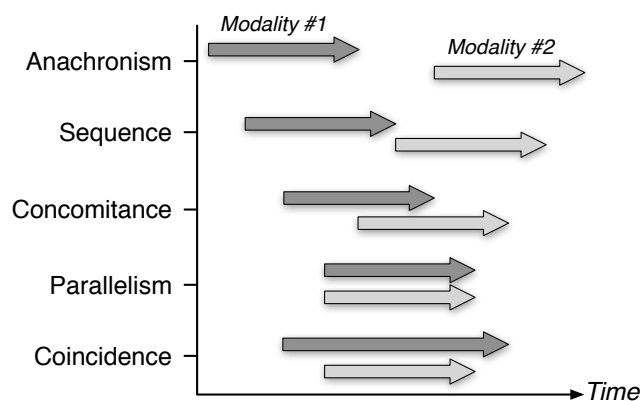 Modality #1
Anachronism
Modality #2
Sequence
Concomitance
Parallelism
Coincidence
Time